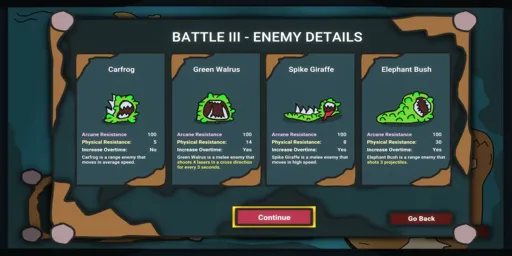 BATTLE III - ENEMY DETAILS
Carfrog
Arcane Resistance 100
Physical Resistance: 5
Increase Overtime: No
Carfrog is a range enemy that
moves in average speed.
Green Walrus
Arcane Resistance 100
Physical Resistance: 14
Increase Overtime: Yes
Green Walrus is a melee enemy that
shoots 4 lasers in a cross direction
for every 3 seconds.
Spike Giraffe
Arcane Resistance 100
Physical Resistance: 8
Increase Overtime: Yes
Spike Giraffe is a melee enemy that
moves in high speed.
Elephant Bush
Arcane Resistance 100
Physical Resistance: 30
Increase Overtime: Yes
Elephant Bush is a range enemy that
shots 3 projectiles.
Continue
Go Back